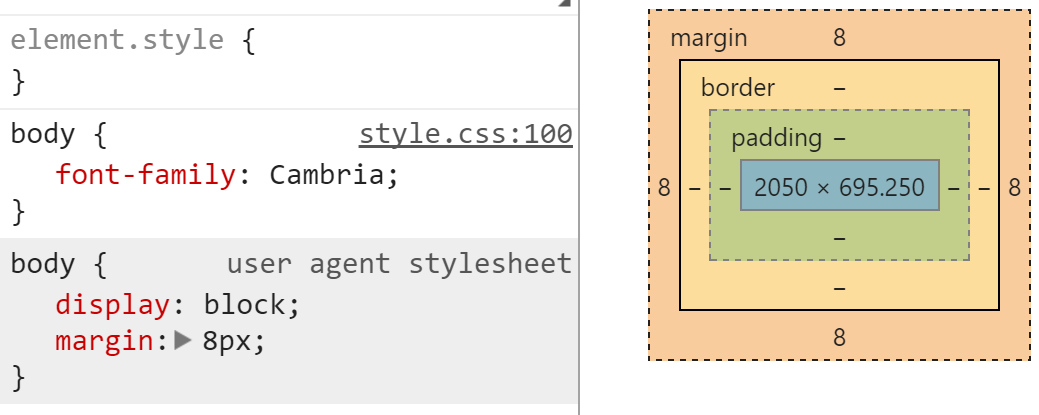 element.style {
}
body { style.css:100
font-family: Cambria;
}
body { user agent stylesheet
display: block;
margin: 8px;
}
margin 8
border –
padding –
8 – – 2050 × 695.250 – – 8
–
–
8